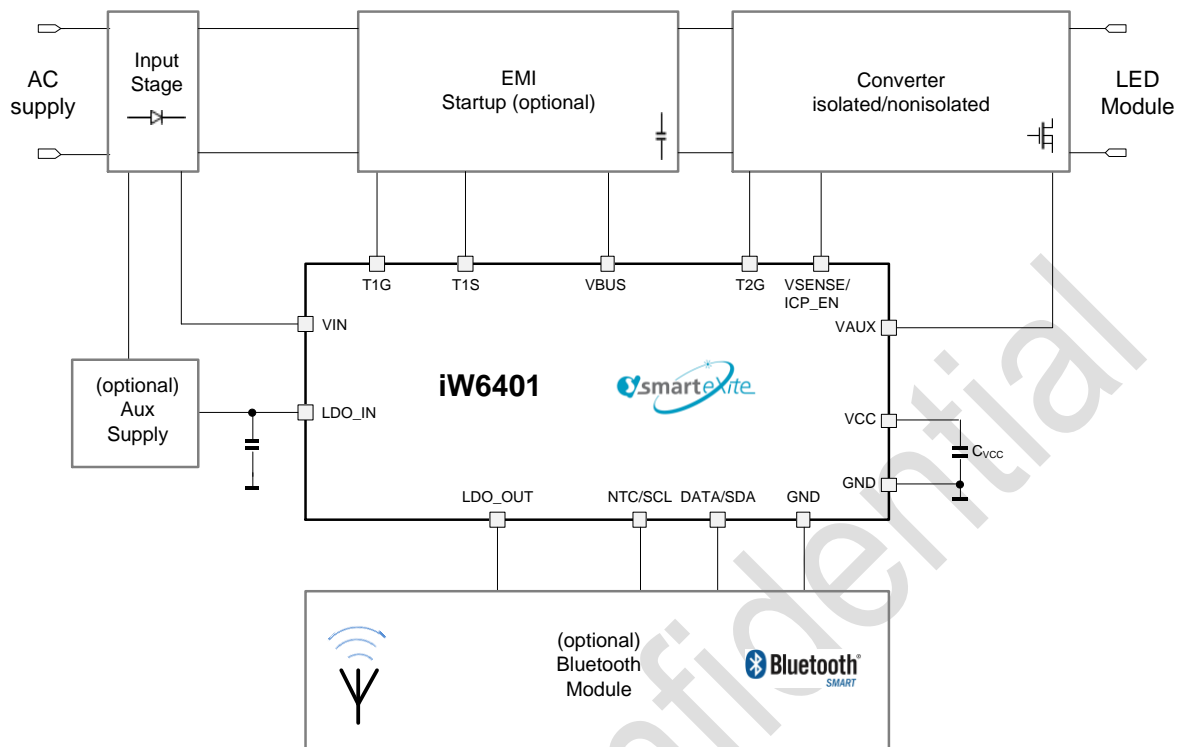 AC
supply
Input
Stage
EMI
Startup (optional)
Converter
isolated/nonisolated
LED
Module
T1G
T1S
VBUS
T2G
VSENSE/
ICP_EN
VIN
VAUX
(optional)
Aux
Supply
LDO_IN
iW6401
smarteXite
VCC
CVCC
GND
LDO_OUT
NTC/SCL
DATA/SDA
GND
(optional)
Bluetooth
Module
Bluetooth®
SMART
nfidential